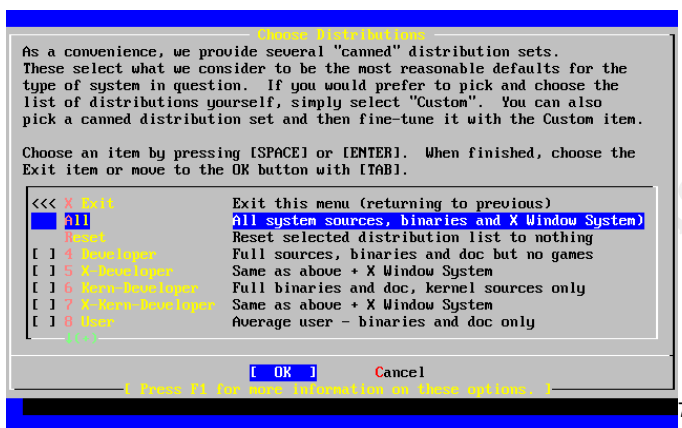 Choose Distributions
As a convenience, we provide several "canned" distribution sets.
These select what we consider to be the most reasonable defaults for the
type of system in question.  If you would prefer to pick and choose the
list of distributions yourself, simply select "Custom".  You can also
pick a canned distribution set and then fine-tune it with the Custom item.
Choose an item by pressing [SPACE] or [ENTER].  When finished, choose the
Exit item or move to the OK button with [TAB].
<<< X Exit Exit this menu (returning to previous)
All All system sources, binaries and X Window System)
Reset Reset selected distribution list to nothing
[ ] 4 Developer Full sources, binaries and doc but no games
[ ] 5 X-Developer Same as above + X Window System
[ ] 6 Kern-Developer Full binaries and doc, kernel sources only
[ ] 7 X-Kern-Developer Same as above + X Window System
[ ] 8 User Average user - binaries and doc only
(+)
[ OK ] Cancel
[ Press F1 for more information on these options. ]